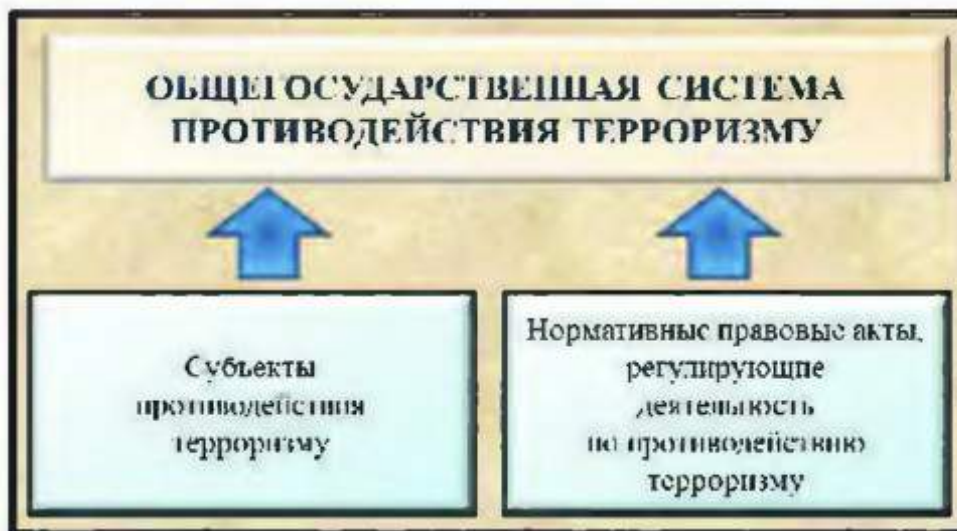 ОБЩЕГОСУДАРСТВЕННАЯ СИСТЕМА
ПРОТИВОДЕЙСТВИЯ ТЕРРОРИЗМУ
Субъекты
противодействия
терроризму
Нормативные правовые акты,
регулирующие
деятельность
по противодействию
терроризму